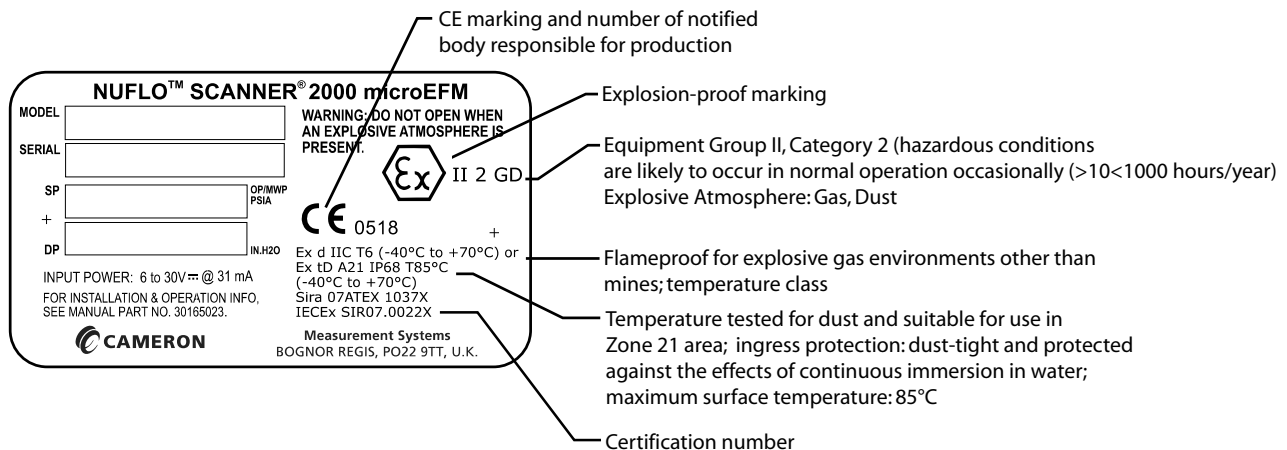 CE marking and number of notified
body responsible for production
NUFLO™ SCANNER® 2000 microEFM
MODEL
SERIAL
SP
+
DP
OP/MWP
PSIA
IN.H2O
INPUT POWER: 6 to 30V⎓ @ 31 mA
FOR INSTALLATION & OPERATION INFO,
SEE MANUAL PART NO. 30165023.
CAMERON
WARNING: DO NOT OPEN WHEN
AN EXPLOSIVE ATMOSPHERE IS
PRESENT.
Ex II 2 GD
CE 0518
+
Ex d IIC T6 (-40°C to +70°C) or
Ex tD A21 IP68 T85°C
(-40°C to +70°C)
Sira 07ATEX 1037X
IECEx SIR07.0022X
Measurement Systems
BOGNOR REGIS, PO22 9TT, U.K.
Explosion-proof marking
Equipment Group II, Category 2 (hazardous conditions
are likely to occur in normal operation occasionally (>10<1000 hours/year)
Explosive Atmosphere: Gas, Dust
Flameproof for explosive gas environments other than
mines; temperature class
Temperature tested for dust and suitable for use in
Zone 21 area; ingress protection: dust-tight and protected
against the effects of continuous immersion in water;
maximum surface temperature: 85°C
Certification number